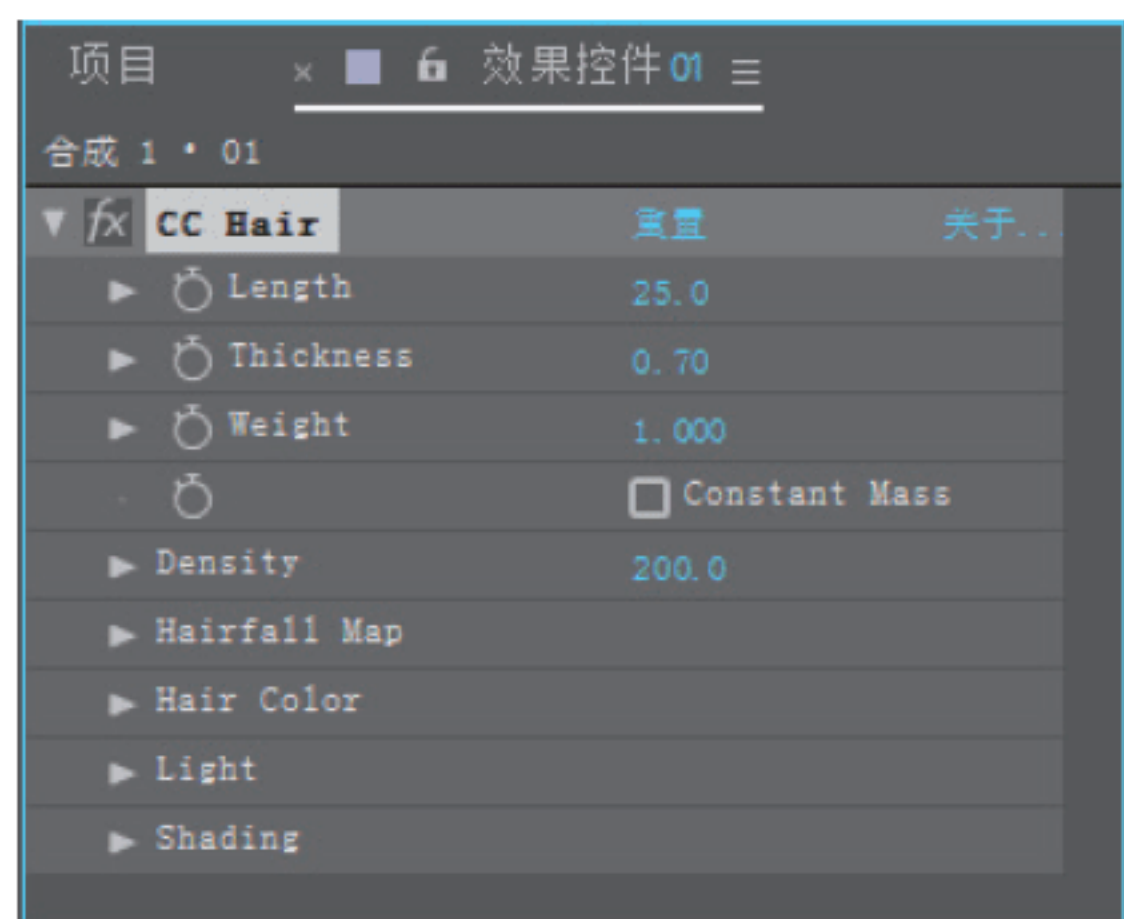 项目 × 效果控件 01 ≡
合成 1 • 01
fx CC Hair 重置 关于...
Length 25.0
Thickness 0.70
Weight 1.000
Constant Mass
Density 200.0
Hairfall Map
Hair Color
Light
Shading